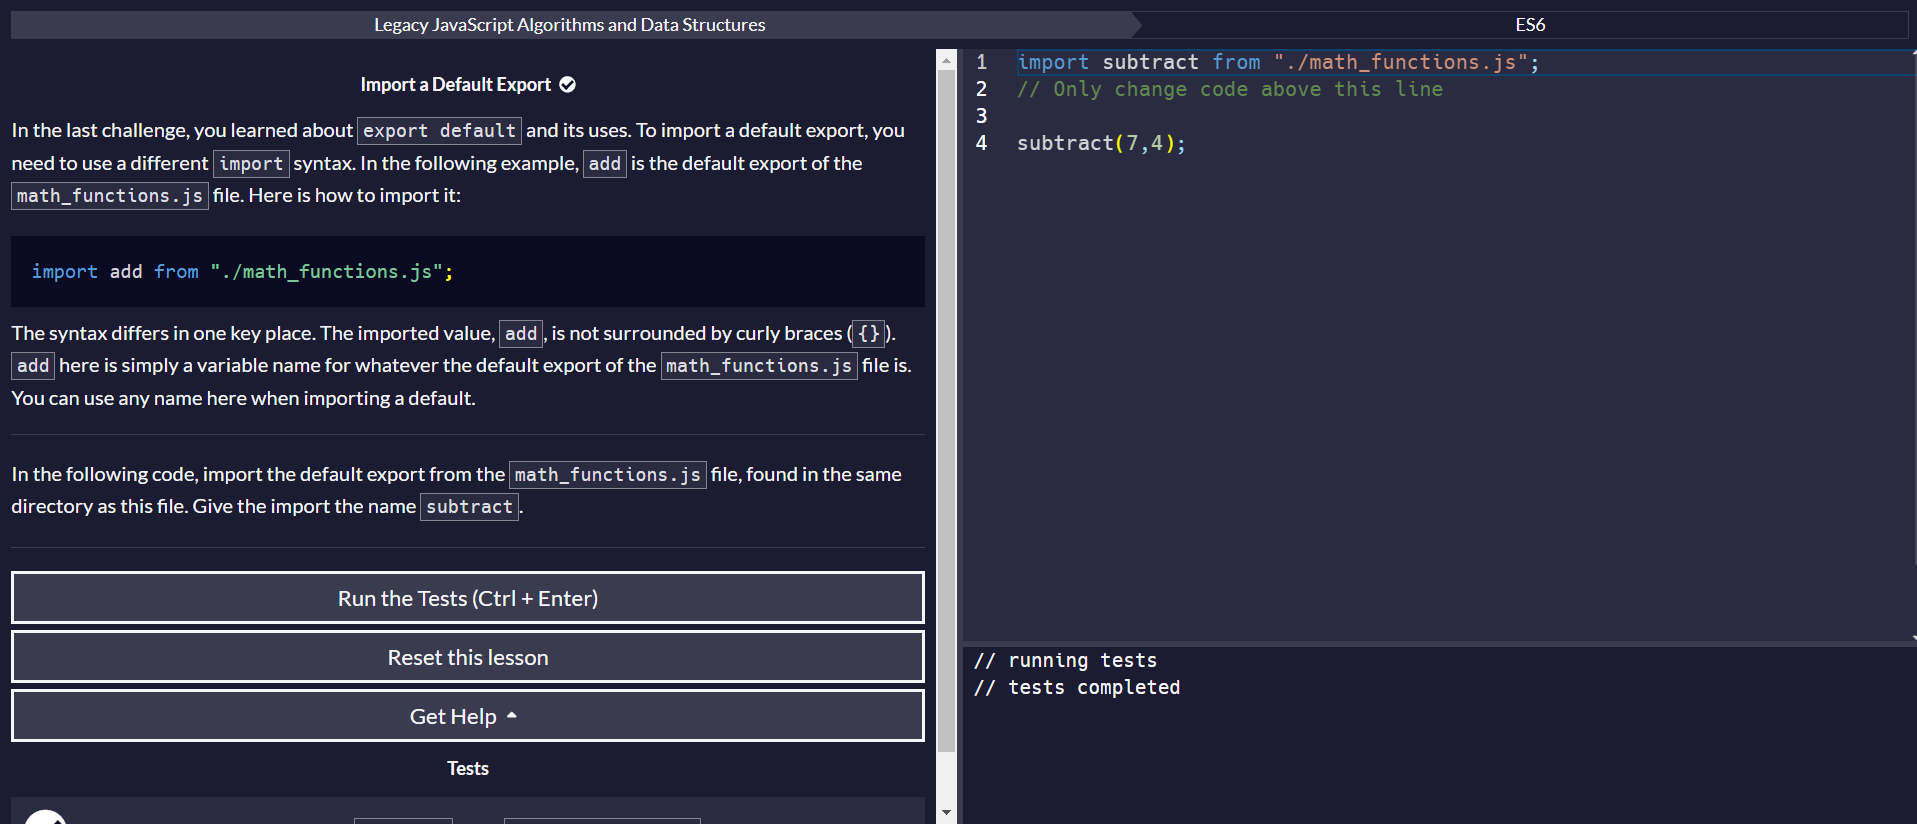 Legacy JavaScript Algorithms and Data Structures
ES6
Import a Default Export
In the last challenge, you learned about export default and its uses. To import a default export, you
need to use a different import syntax. In the following example, add is the default export of the
math_functions.js file. Here is how to import it:
import add from "./math_functions.js";
The syntax differs in one key place. The imported value, add, is not surrounded by curly braces ({}).
add here is simply a variable name for whatever the default export of the math_functions.js file is.
You can use any name here when importing a default.
In the following code, import the default export from the math_functions.js file, found in the same
directory as this file. Give the import the name subtract.
Run the Tests (Ctrl + Enter)
Reset this lesson
Get Help
Tests
1 import subtract from "./math_functions.js";
2 // Only change code above this line
3
4 subtract(7,4);
// running tests
// tests completed